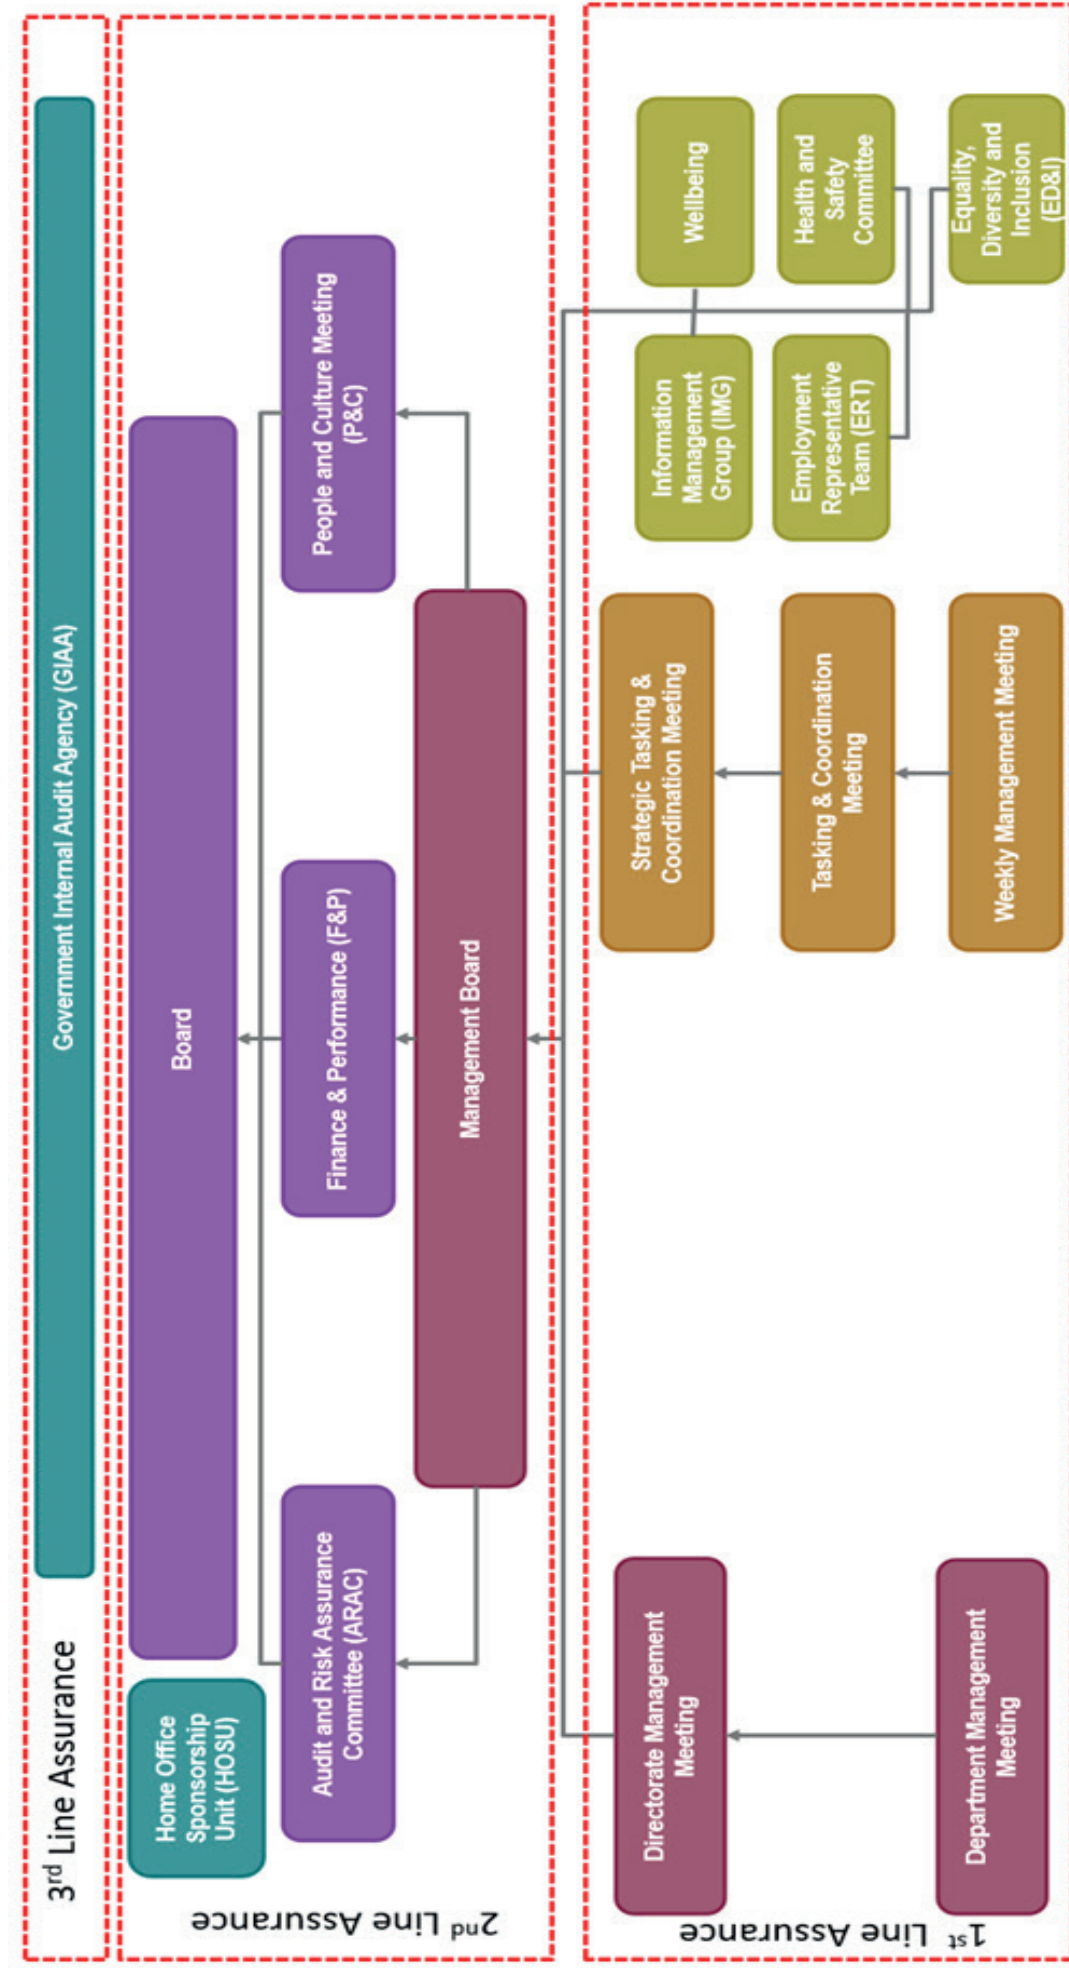 3rd Line Assurance
Government Internal Audit Agency (GIAA)
2nd Line Assurance
Home Office
Sponsorship
Unit (HOSU)
Board
Audit and Risk Assurance
Committee (ARAC)
Finance & Performance (F&P)
People and Culture Meeting
(P&C)
Management Board
1st Line Assurance
Directorate Management
Meeting
Department Management
Meeting
Strategic Tasking &
Coordination Meeting
Tasking & Coordination
Meeting
Weekly Management Meeting
Information
Management
Group (IMG)
Wellbeing
Employment
Representative
Team (ERT)
Health and
Safety
Committee
Equality,
Diversity and
Inclusion
(ED&I)